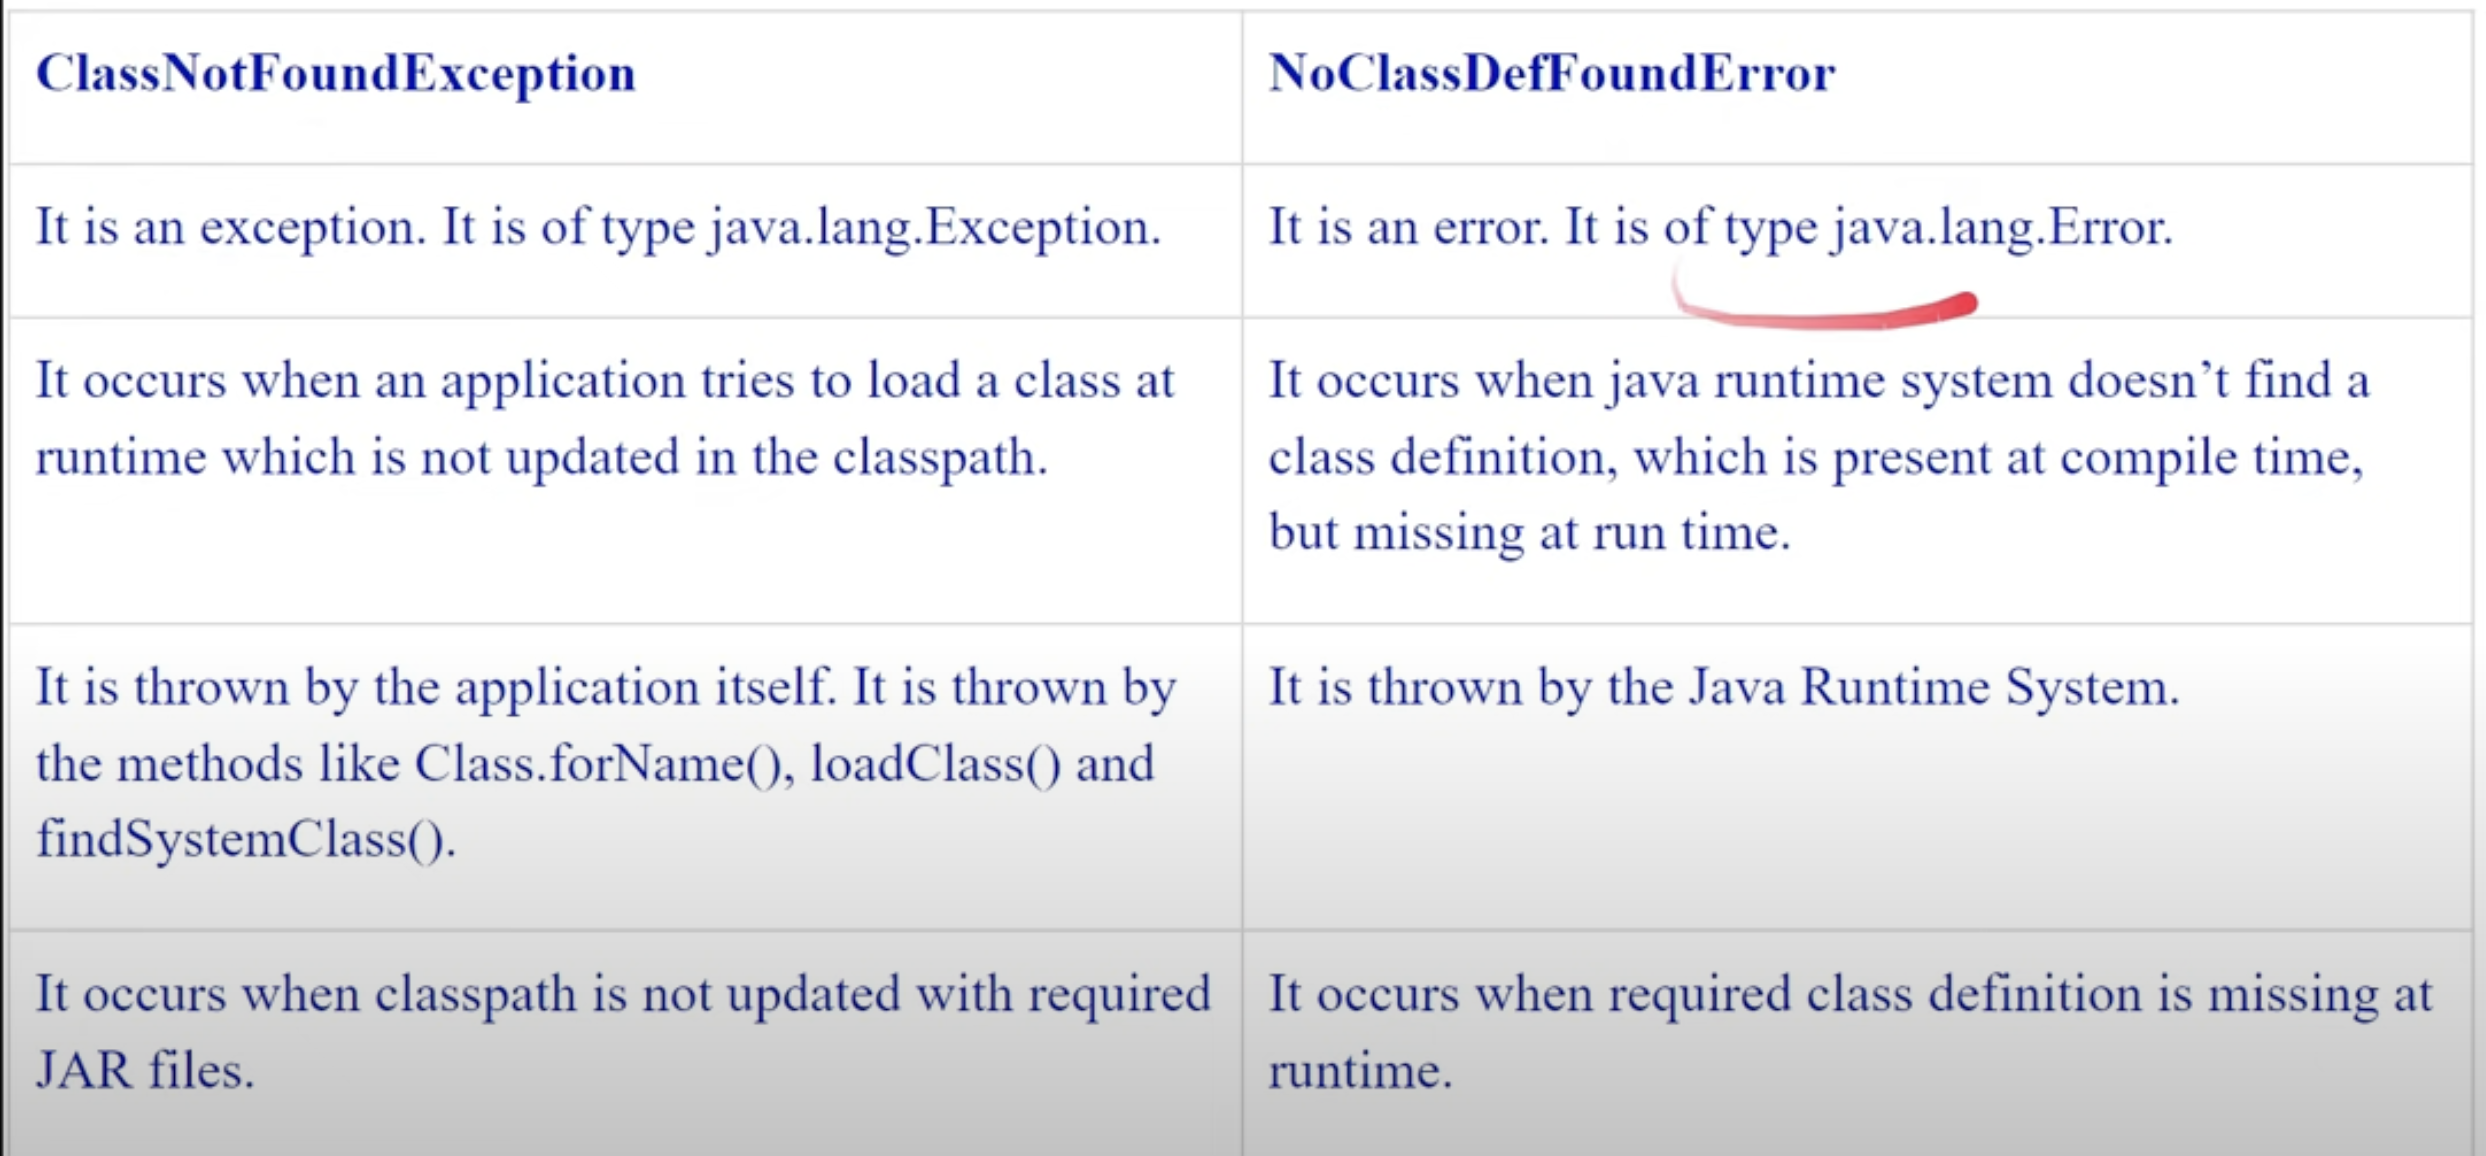 ClassNotFoundException
NoClassDefFoundError
It is an exception. It is of type java.lang.Exception.
It is an error. It is of type java.lang.Error.
It occurs when an application tries to load a class at
runtime which is not updated in the classpath.
It occurs when java runtime system doesn’t find a
class definition, which is present at compile time,
but missing at run time.
It is thrown by the application itself. It is thrown by
the methods like Class.forName(), loadClass() and
findSystemClass().
It is thrown by the Java Runtime System.
It occurs when classpath is not updated with required
JAR files.
It occurs when required class definition is missing at
runtime.